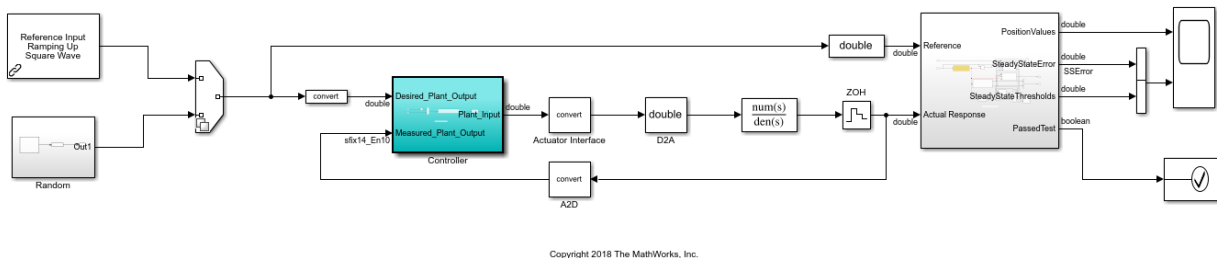 Reference Input
Ramping Up
Square Wave
Out1
Random
convert
double
Desired_Plant_Output
Plant_Input
Measured_Plant_Output
sfix14_En10
Controller
double
convert
Actuator Interface
double
D2A
num(s)
den(s)
ZOH
convert
A2D
double
double
double
Reference
Actual Response
PositionValues
SteadyStateError
SteadyStateThresholds
PassedTest
double
double
SSError
double
boolean
Copyright 2018 The MathWorks, Inc.